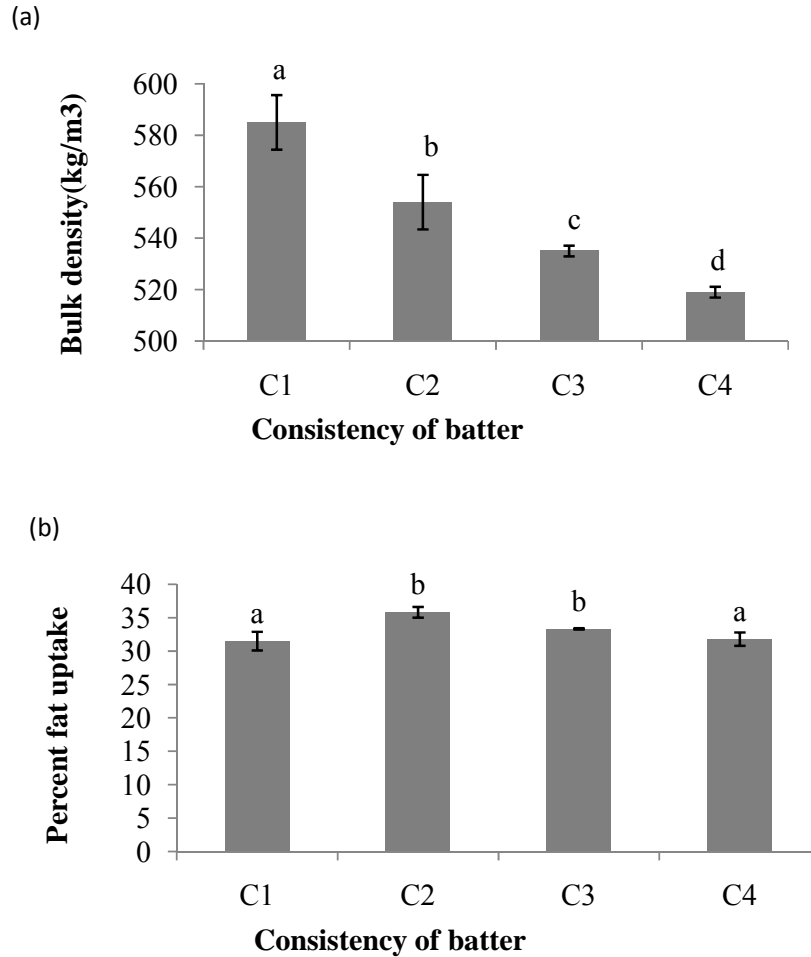 (a)
Bulk density(kg/m3)
600
580
560
540
520
500
a
b
c
d
C1 C2 C3 C4
Consistency of batter
(b)
Percent fat uptake
40
35
30
25
20
15
10
5
0
a
b
b
a
C1 C2 C3 C4
Consistency of batter